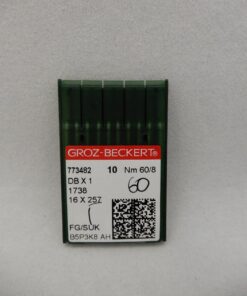 GROZ-BECKERT®
773482 10 Nm 60/8
DB X 1 60
1738
16 X 257
FG/SUK
B5P3K8 AH